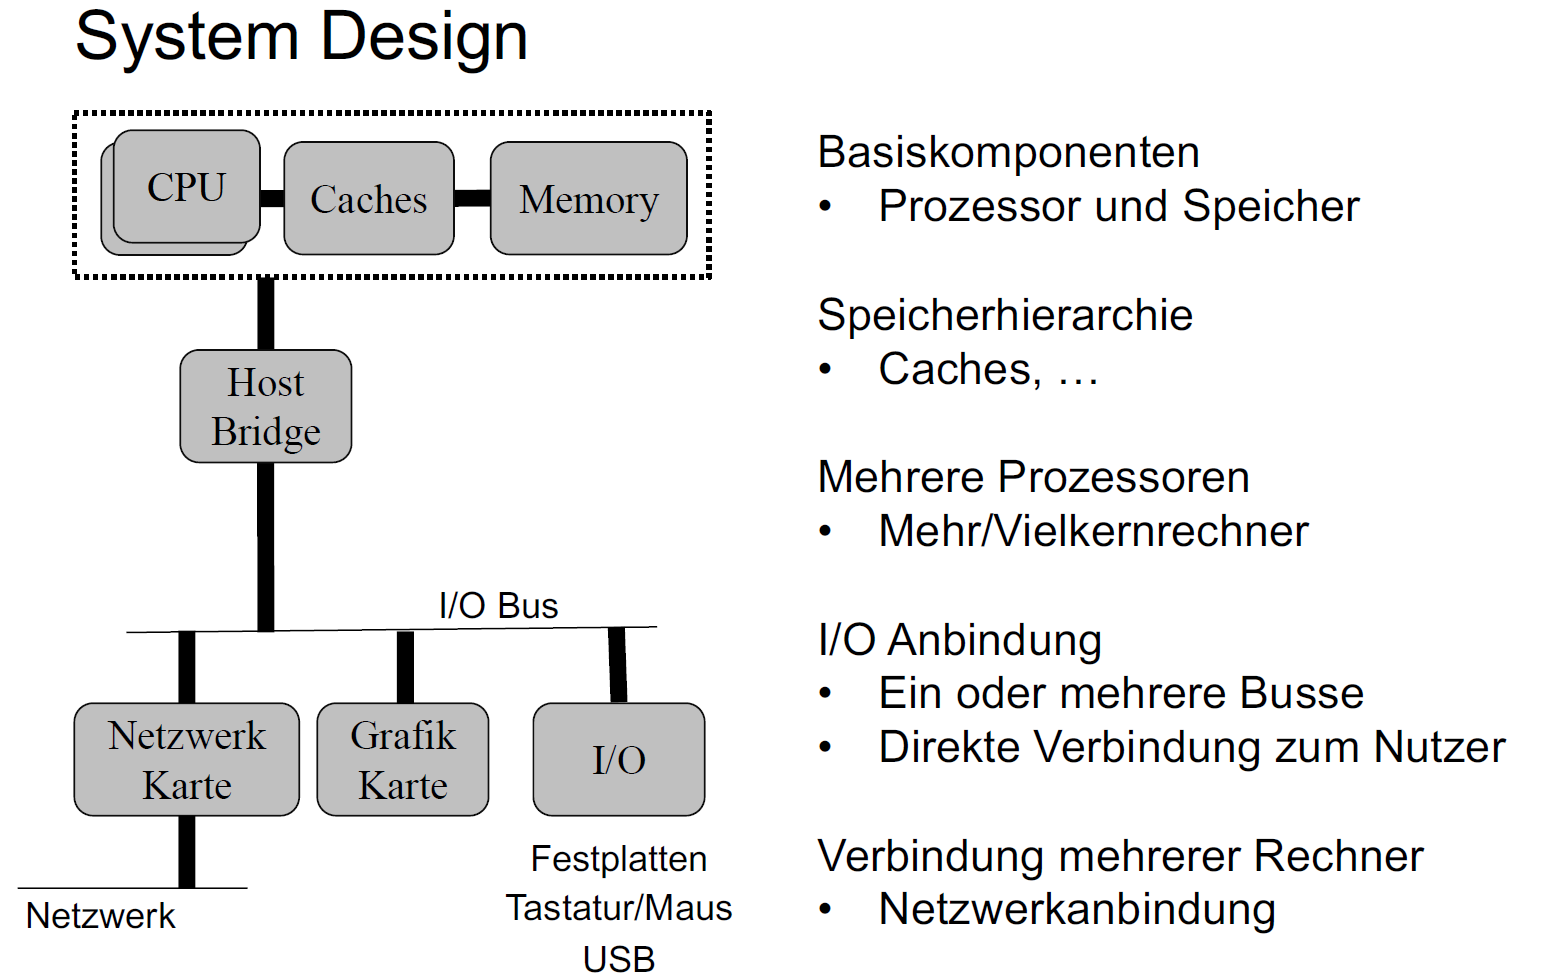 System Design
CPU
Caches
Memory
Host
Bridge
I/O Bus
Netzwerk
Karte
Grafik
Karte
I/O
Netzwerk
Festplatten
Tastatur/Maus
USB
Basiskomponenten
• Prozessor und Speicher
Speicherhierarchie
• Caches, …
Mehrere Prozessoren
• Mehr/Vielkernrechner
I/O Anbindung
• Ein oder mehrere Busse
• Direkte Verbindung zum Nutzer
Verbindung mehrerer Rechner
• Netzwerkanbindung